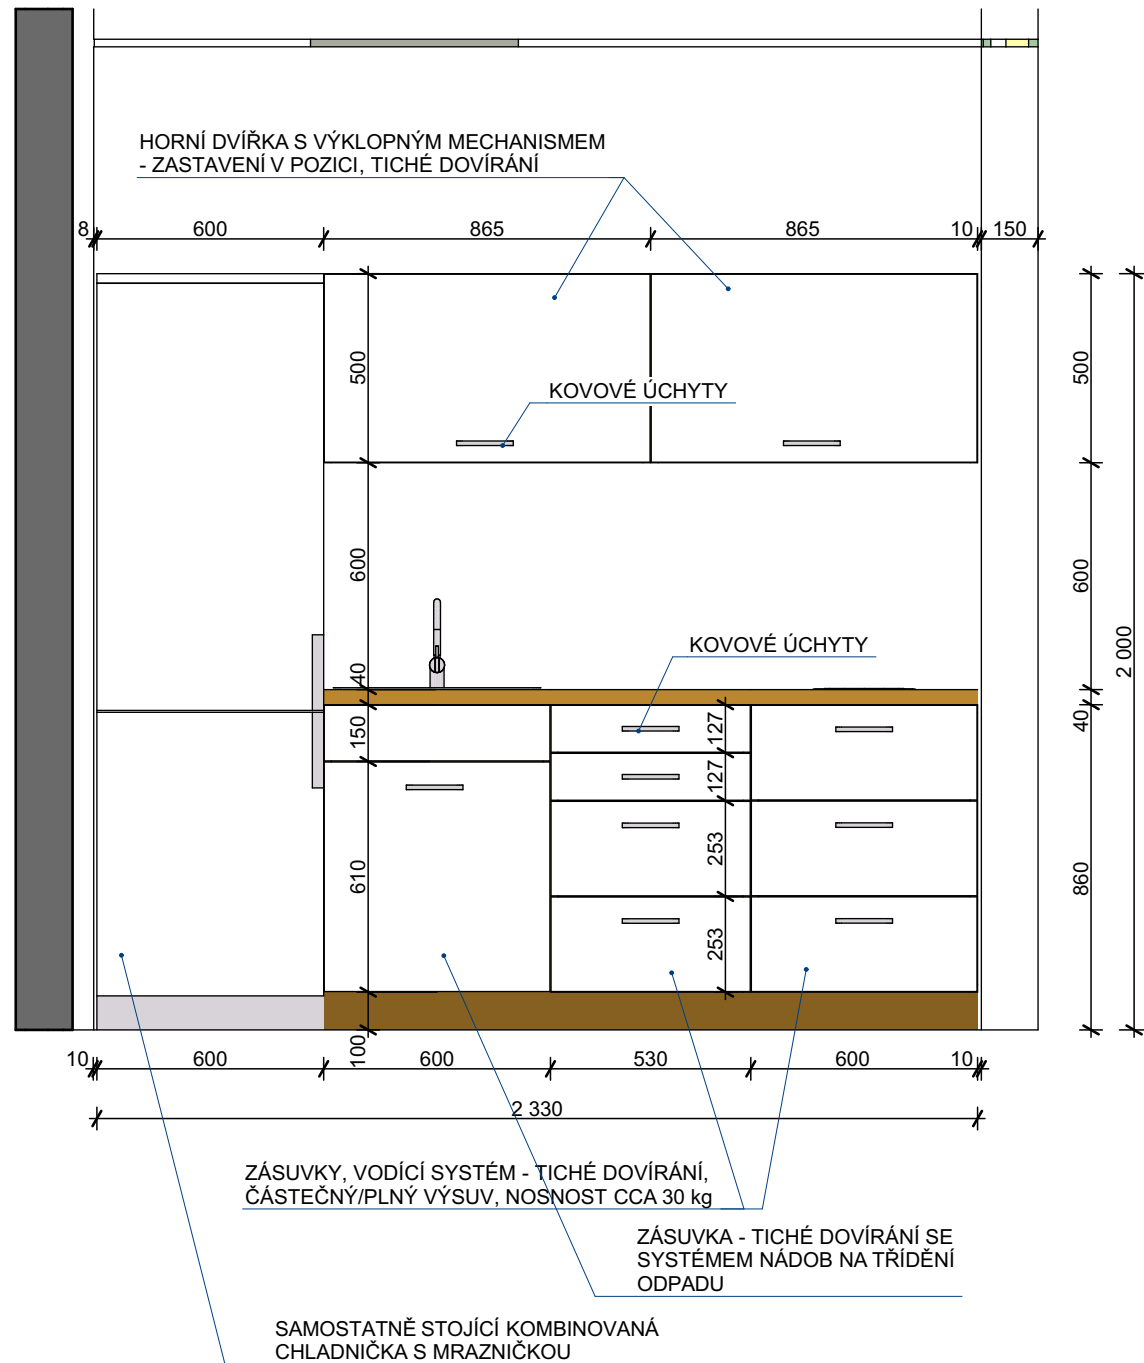 HORNÍ DVÍŘKA S VÝKLOPNÝM MECHANISMEM
- ZASTAVENÍ V POZICI, TICHÉ DOVÍRÁNÍ
8 600 865 865 10 150
500
500
KOVOVÉ ÚCHYTY
600
600
2 000
KOVOVÉ ÚCHYTY
40
40
150
127
127
610
253
860
253
100
10 600 600 530 600 10
2 330
ZÁSUVKY, VODÍCÍ SYSTÉM - TICHÉ DOVÍRÁNÍ,
ČÁSTEČNÝ/PLNÝ VÝSUV, NOSNOST CCA 30 kg
ZÁSUVKA - TICHÉ DOVÍRÁNÍ SE
SYSTÉMEM NÁDOB NA TŘÍDĚNÍ
ODPADU
SAMOSTATNĚ STOJÍCÍ KOMBINOVANÁ
CHLADNIČKA S MRAZNIČKOU